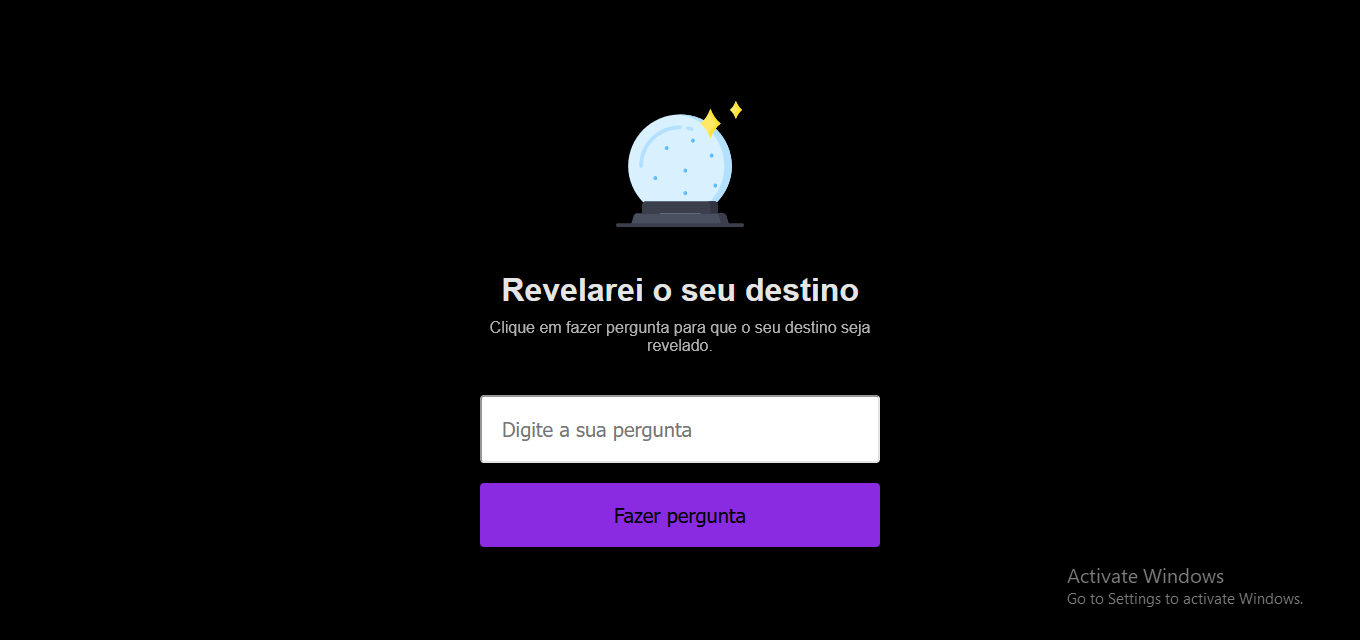 Revelarei o seu destino
Clique em fazer pergunta para que o seu destino seja
revelado.
Digite a sua pergunta
Fazer pergunta
Activate Windows
Go to Settings to activate Windows.